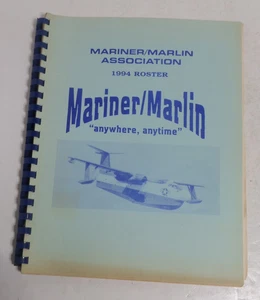 MARINER/MARLIN
ASSOCIATION
1994 ROSTER
Mariner/Marlin
"anywhere, anytime"